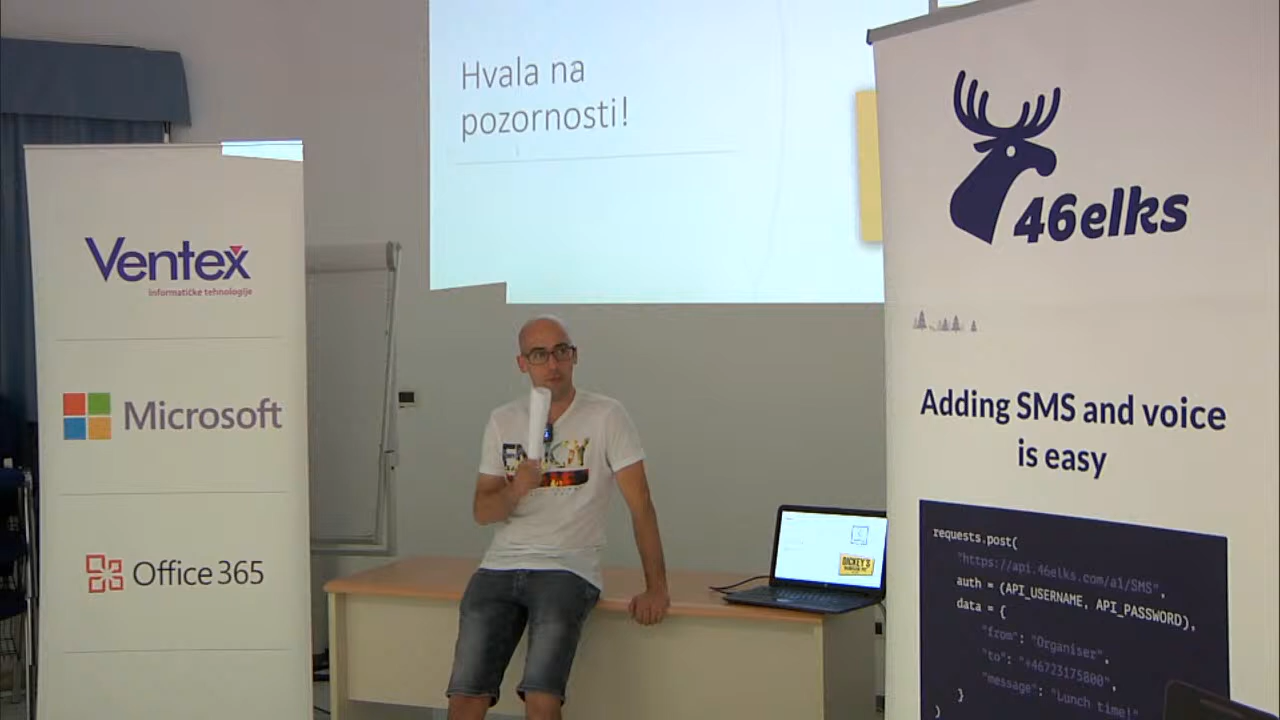 Hvala na
pozornosti!
Ventex
informatičke tehnologije
Microsoft
Office 365
46elks
Adding SMS and voice
is easy
requests.post(
"https://api.46elks.com/a1/SMS",
auth = (API_USERNAME, API_PASSWORD),
data = {
"from": "Organiser",
"to": "+46723175800",
"message": "Lunch time!"
}
)
DICKEY'S